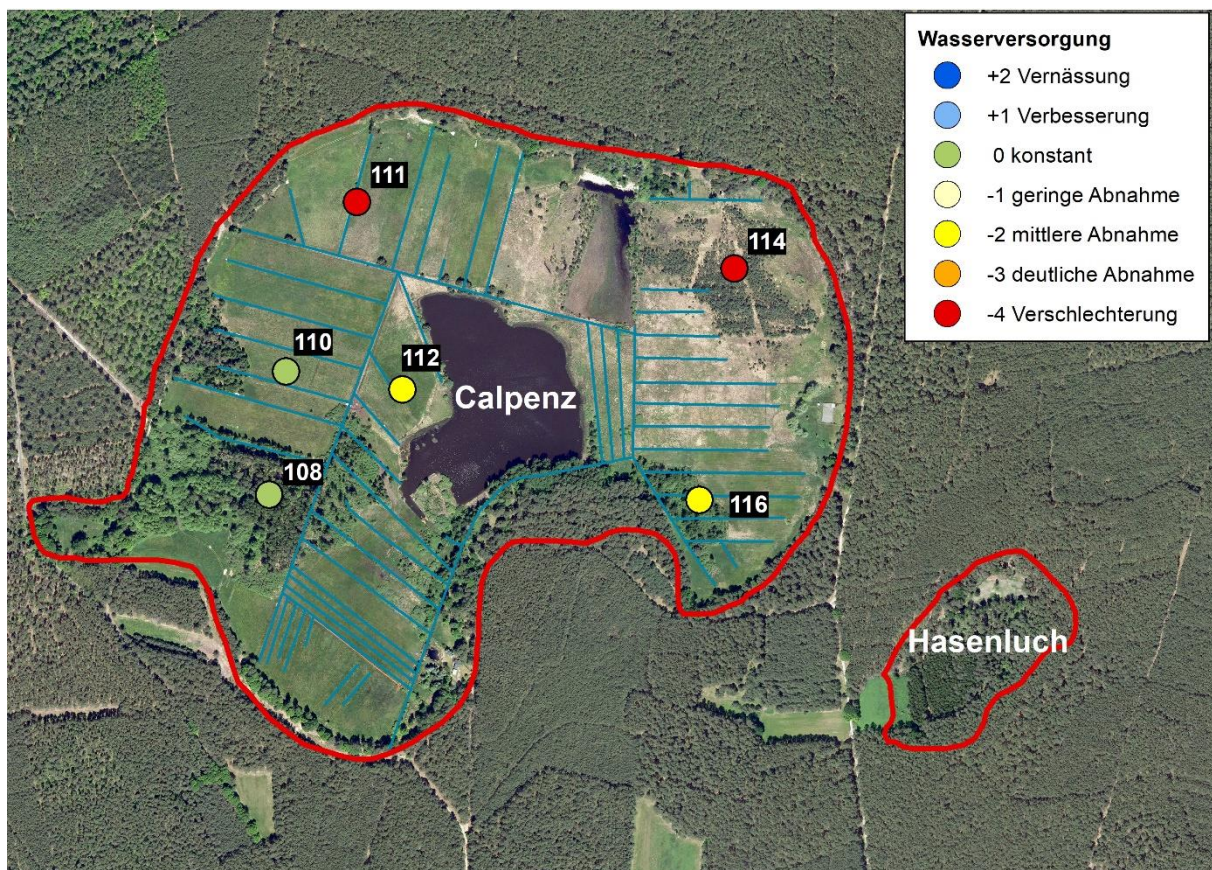 Wasserversorgung
+2 Vernässung
+1 Verbesserung
0 konstant
-1 geringe Abnahme
-2 mittlere Abnahme
-3 deutliche Abnahme
-4 Verschlechterung
111
114
110
112
Calpenz
108
116
Hasenluch